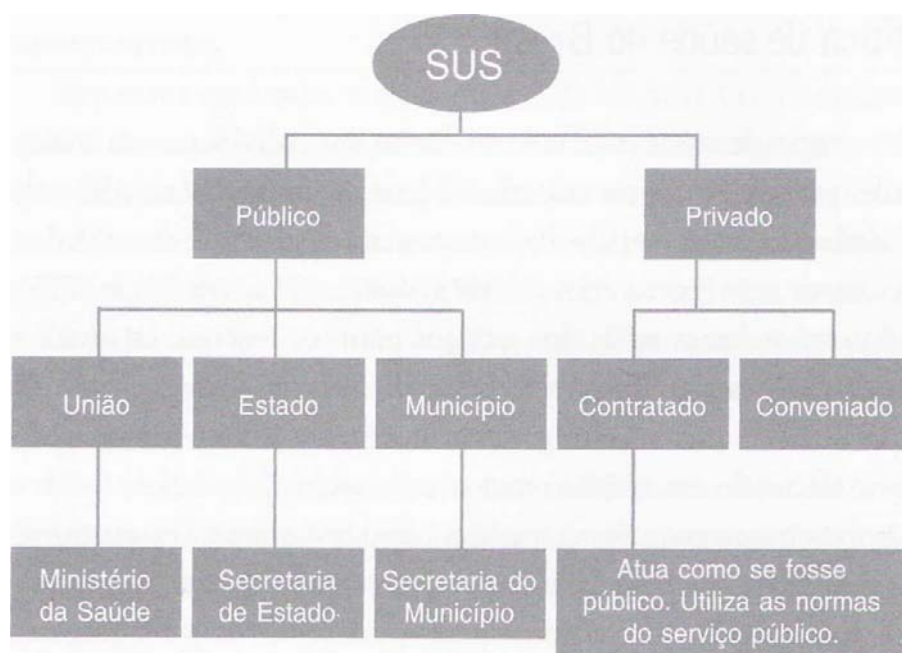 SUS
Público
Privado
União
Estado
Município
Contratado
Conveniado
Ministério
da Saúde
Secretaria
de Estado
Secretaria do
Município
Atua como se fosse
público. Utiliza as normas
do serviço público.